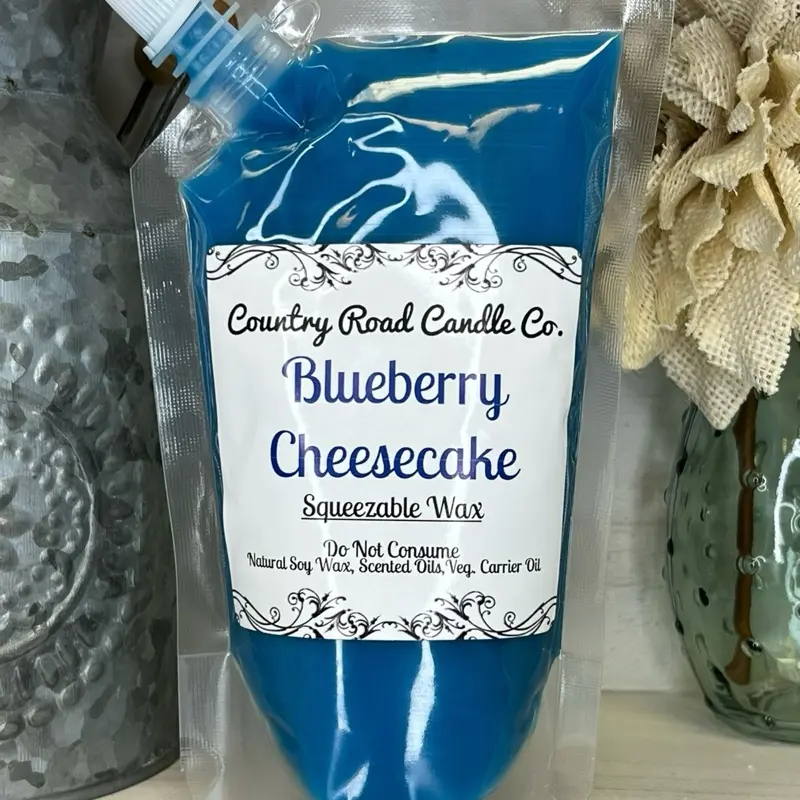 Country Road Candle Co.
Blueberry
Cheesecake
Squeezable Wax
Do Not Consume
Natural Soy Wax, Scented Oils,Veg. Carrier Oil